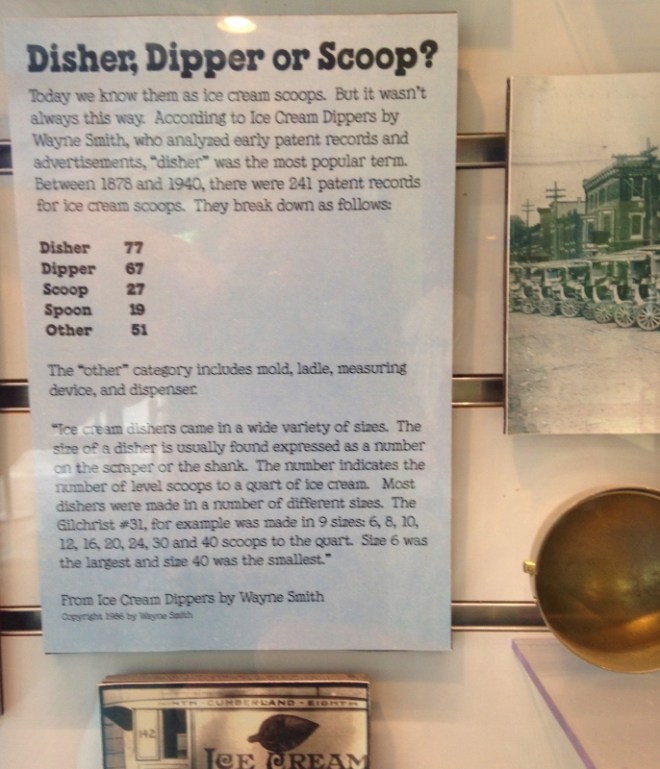 Disher, Dipper or Scoop?
Today we know them as ice cream scoops. But it wasn't
always this way. According to Ice Cream Dippers by
Wayne Smith, who analyzed early patent records and
advertisements, "disher" was the most popular term.
Between 1878 and 1940, there were 241 patent records
for ice cream scoops. They break down as follows:
Disher 77
Dipper 67
Scoop 27
Spoon 19
Other 51
The "other" category includes mold, ladle, measuring
device, and dispenser.
"Ice cream dishers came in a wide variety of sizes. The
size of a disher is usually found expressed as a number
on the scraper or the shank. The number indicates the
number of level scoops to a quart of ice cream. Most
dishers were made in a number of different sizes. The
Gilchrist #31, for example was made in 9 sizes: 6, 8, 10,
12, 16, 20, 24, 30 and 40 scoops to the quart. Size 6 was
the largest and size 40 was the smallest."
From Ice Cream Dippers by Wayne Smith
Copyright 1986 by Wayne Smith
NINTH - CUMBERLAND - EIGHTH
142
ICE CREAM